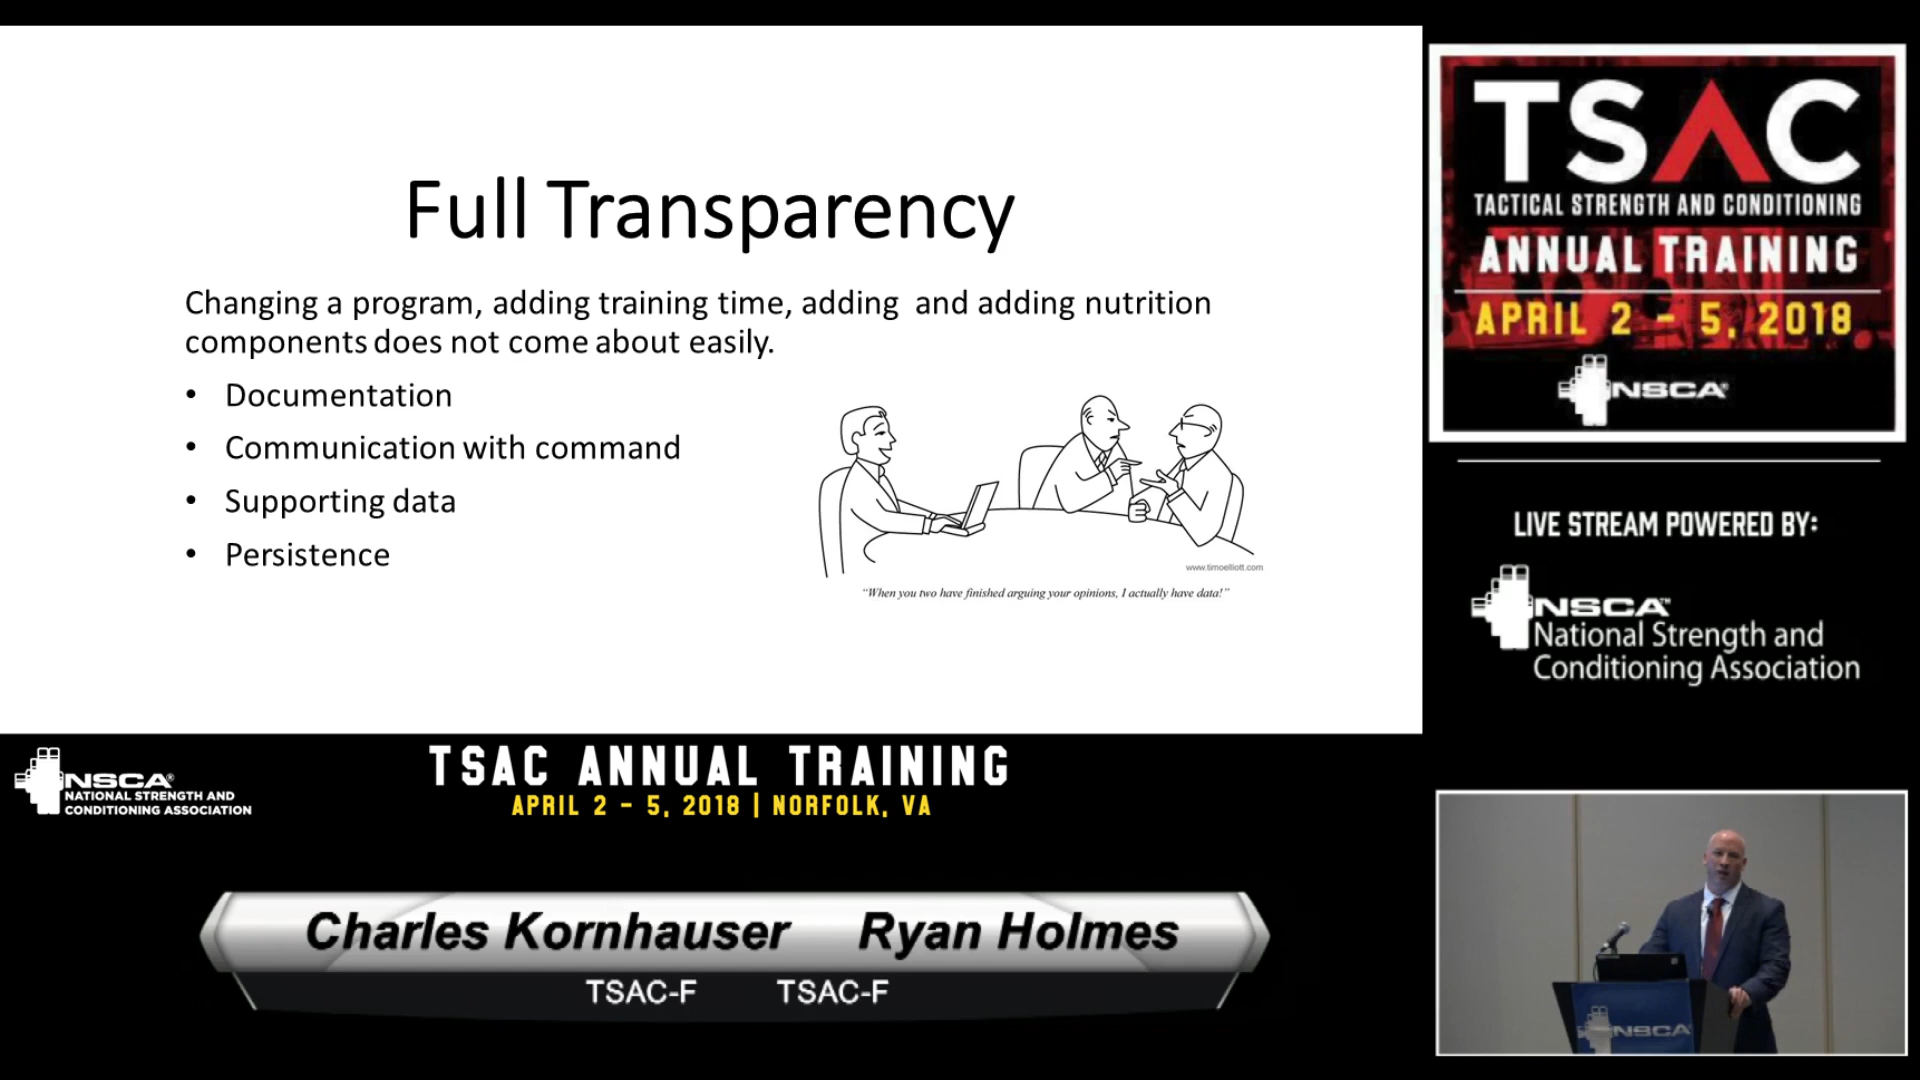 Full Transparency
Changing a program, adding training time, adding  and adding nutrition
components does not come about easily.
• Documentation
• Communication with command
• Supporting data
• Persistence
www.timoelliott.com
“When you two have finished arguing your opinions, I actually have data!”
TSAC
TACTICAL STRENGTH AND CONDITIONING
ANNUAL TRAINING
APRIL 2 - 5, 2018
NSCA®
LIVE STREAM POWERED BY:
NSCA™
National Strength and
Conditioning Association
NSCA®
NATIONAL STRENGTH AND
CONDITIONING ASSOCIATION
TSAC ANNUAL TRAINING
APRIL 2 - 5, 2018 | NORFOLK, VA
Charles Kornhauser Ryan Holmes
TSAC-F TSAC-F
NSCA